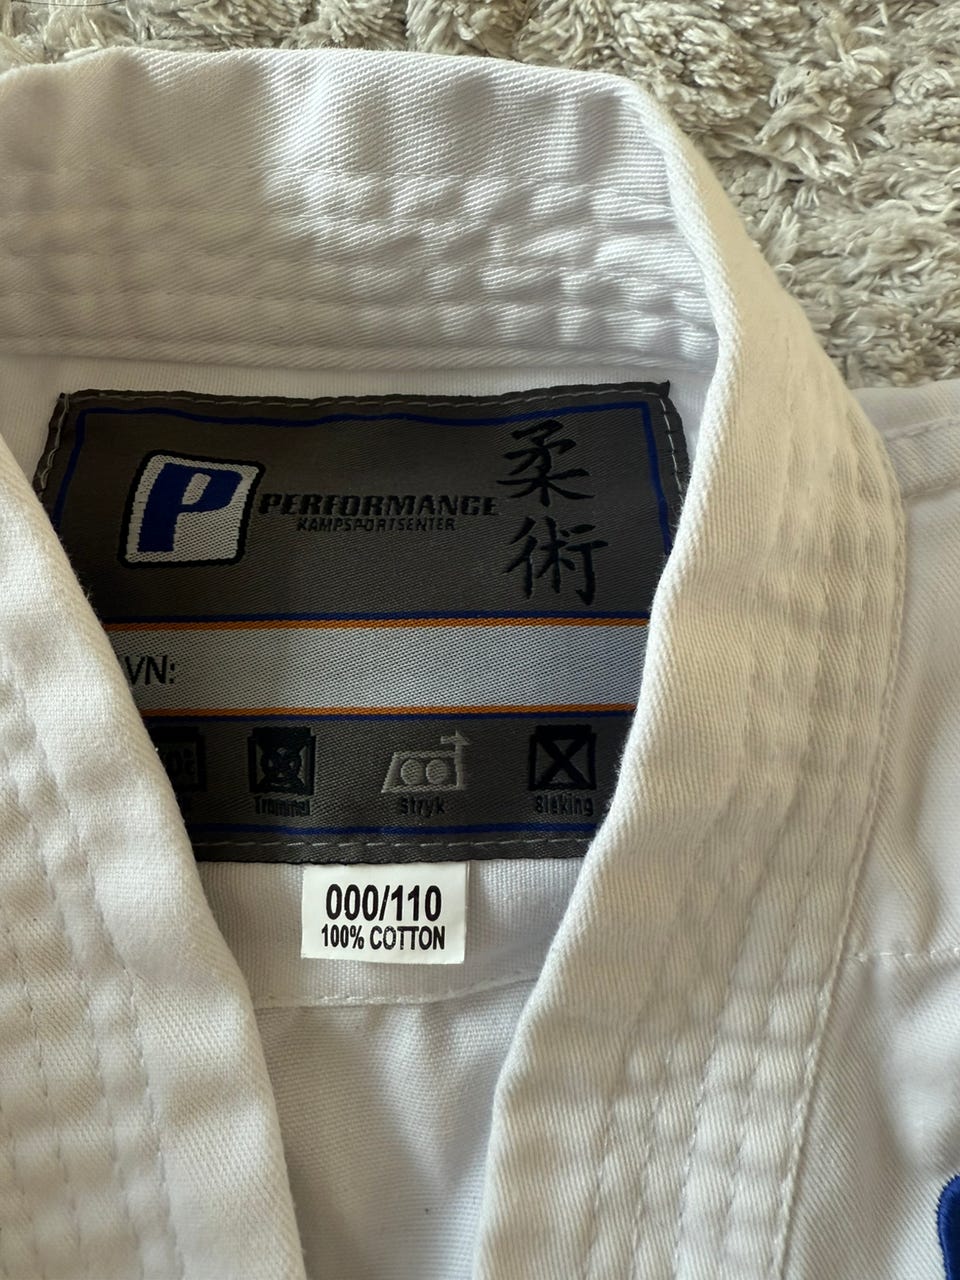 P
PERFORMANCE
KAMPSPORTSENTER
柔
術
VN:
Trommel
Stryk
Bleking
000/110
100% COTTON